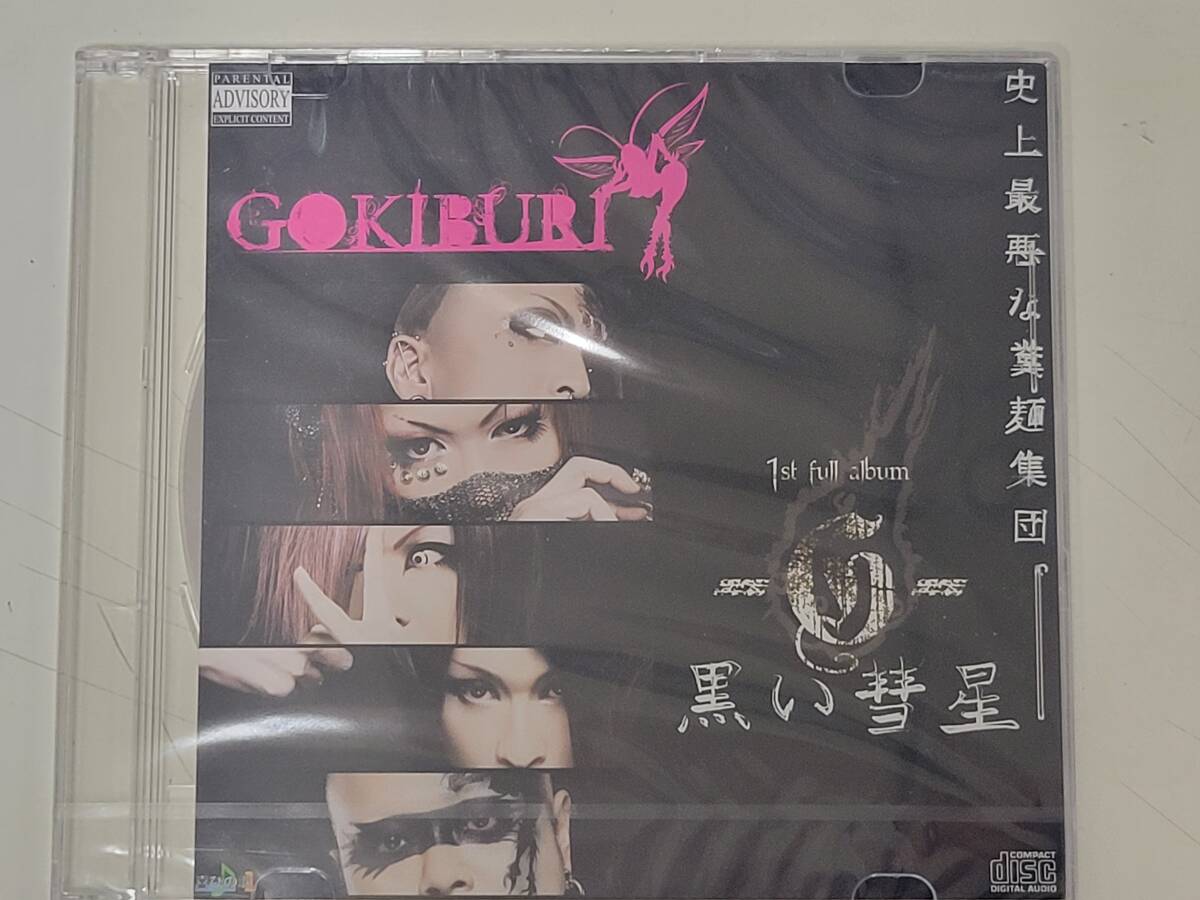 PARENTAL
ADVISORY
EXPLICIT CONTENT
GOKIBURI
史上最悪な糞麺集団
1st full album
G
黒い彗星
COMPACT
disc
DIGITAL AUDIO